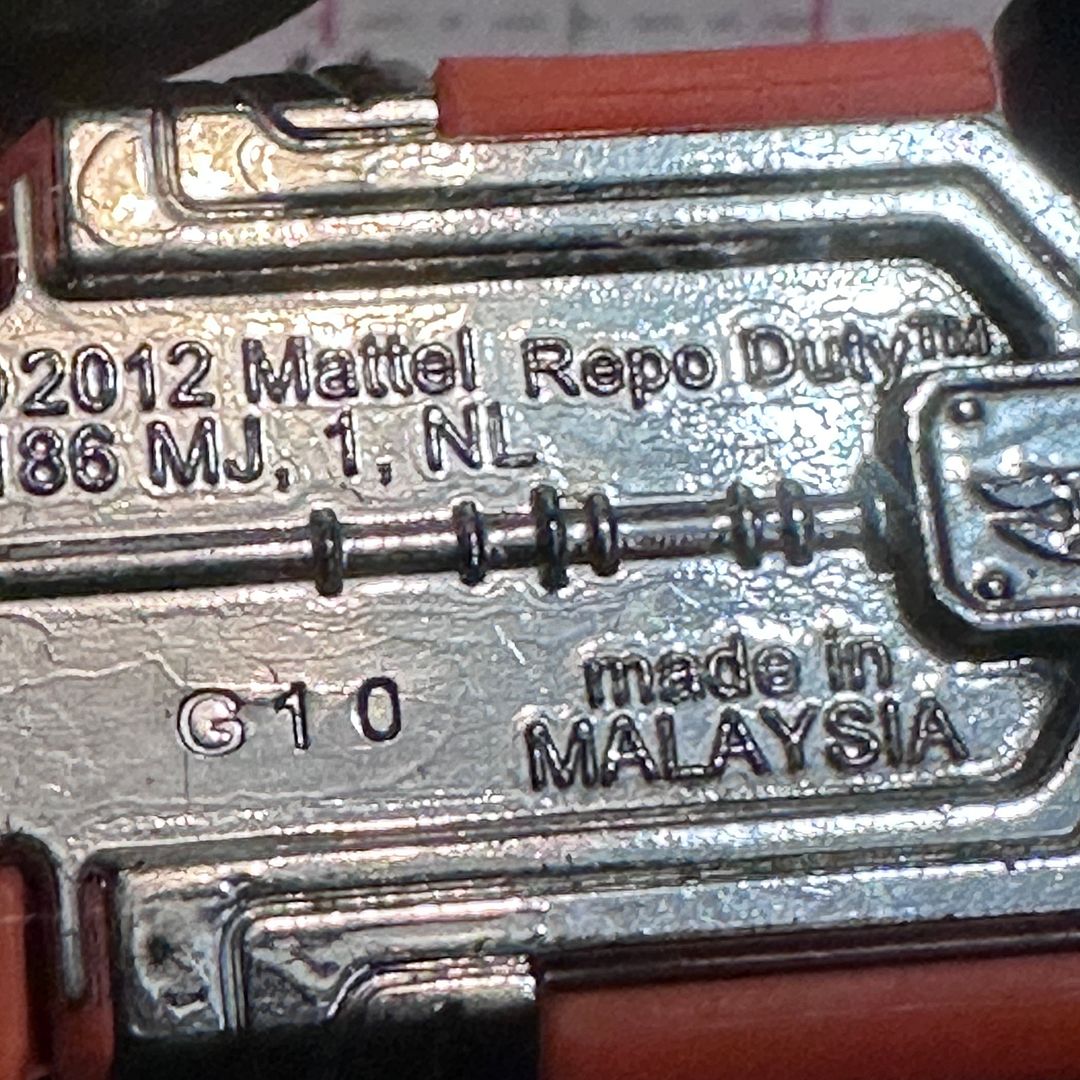 2012 Mattel Repo Duty™
186 MJ, 1, NL
made in
MALAYSIA
G10